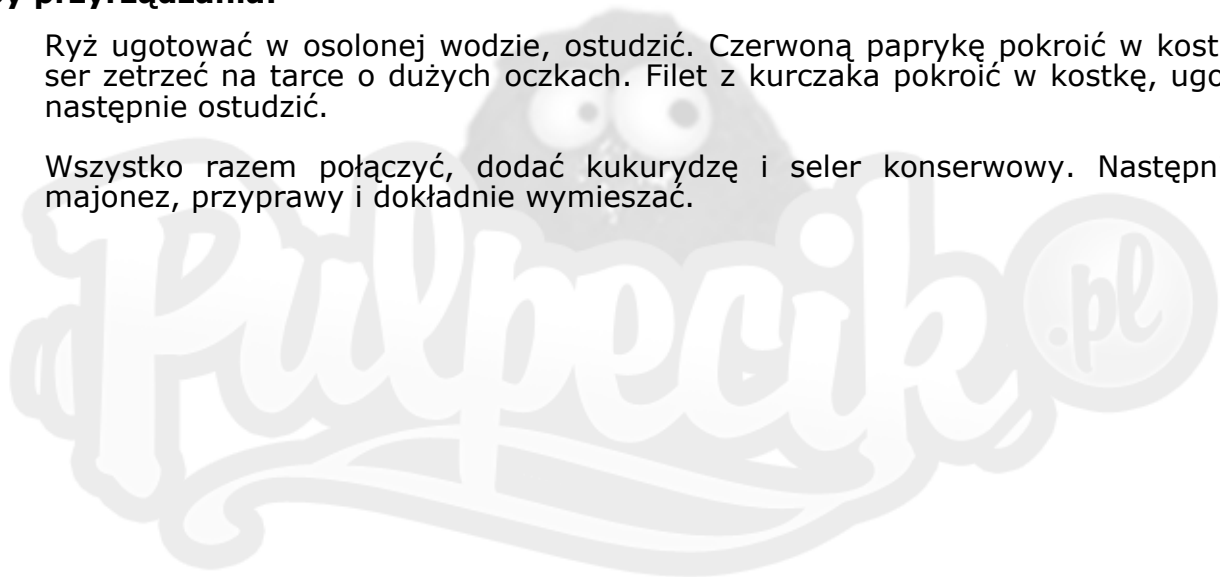 przyrządzania:
Ryż ugotować w osolonej wodzie, ostudzić. Czerwoną paprykę pokroić w kost
ser zetrzeć na tarce o dużych oczkach. Filet z kurczaka pokroić w kostkę, ugo
następnie ostudzić.
Wszystko razem połączyć, dodać kukurydzę i seler konserwowy. Następn
majonez, przyprawy i dokładnie wymieszać.
Pulpecik .pl